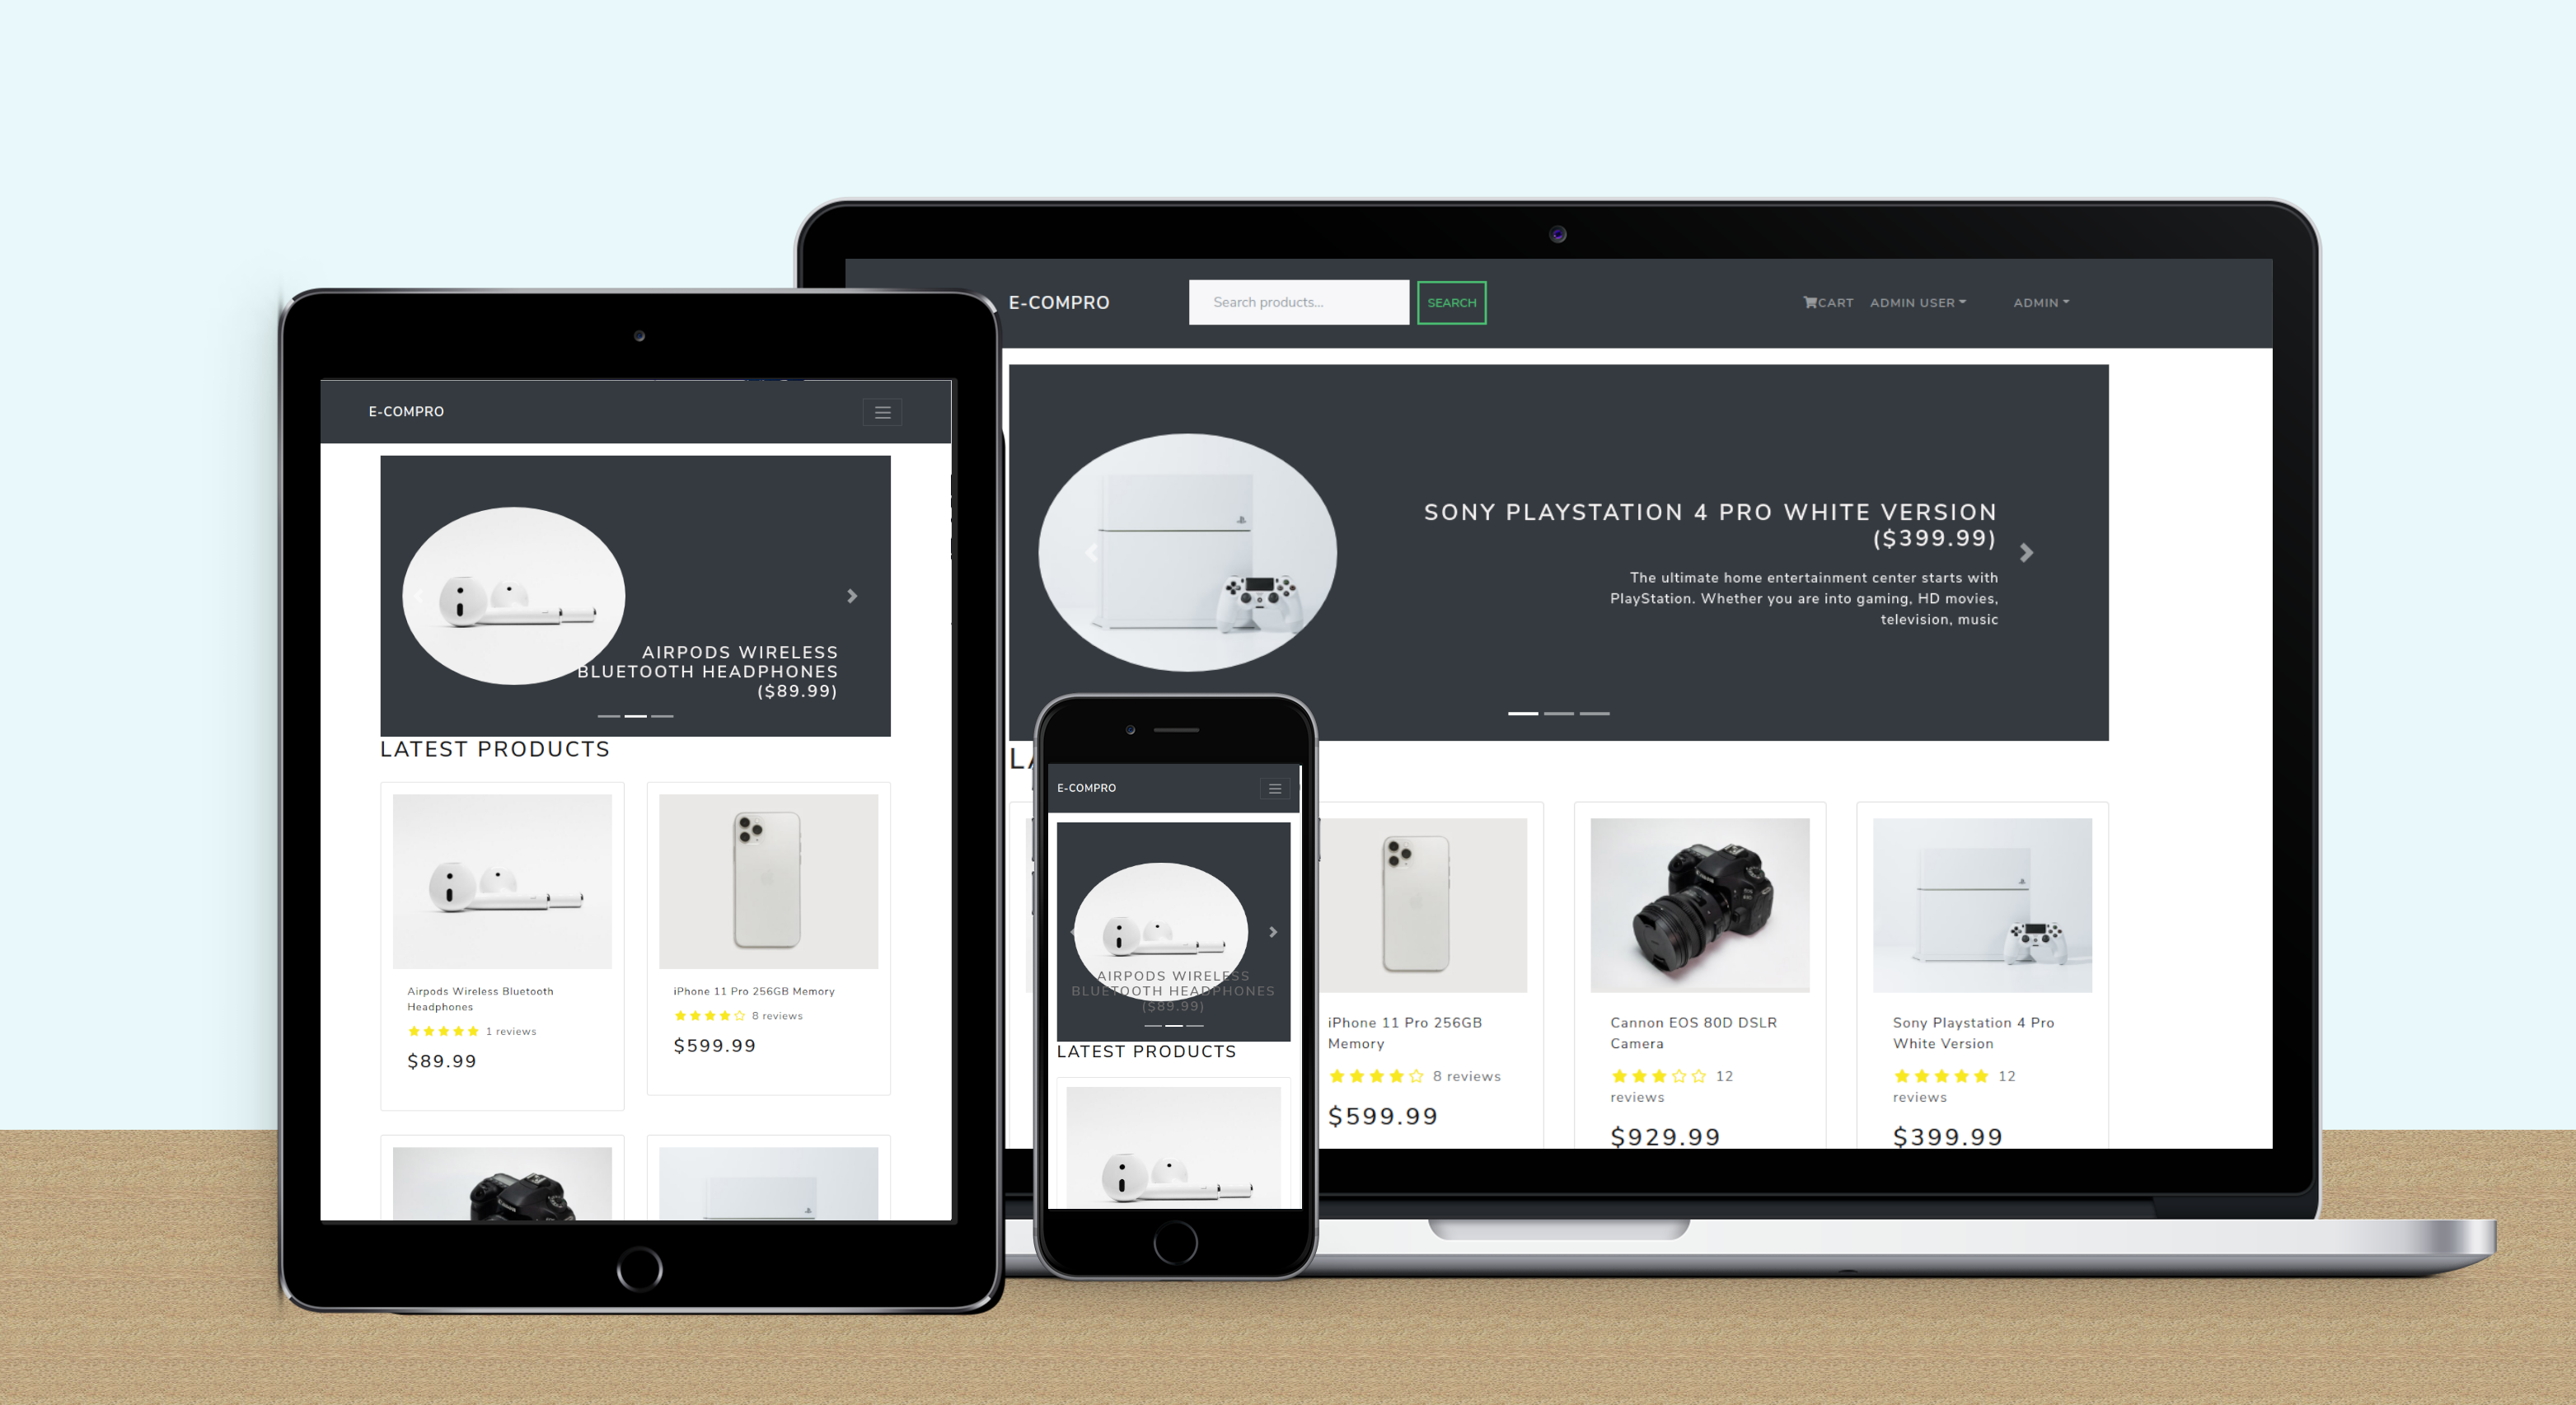 E-COMPRO
AIRPODS WIRELESS
BLUETOOTH HEADPHONES
($89.99)
LATEST PRODUCTS
Airpods Wireless Bluetooth
Headphones
1 reviews
$89.99
iPhone 11 Pro 256GB Memory
8 reviews
$599.99
E-COMPRO
Search products...
SEARCH
CART
ADMIN USER
ADMIN
SONY PLAYSTATION 4 PRO WHITE VERSION
($399.99)
The ultimate home entertainment center starts with
PlayStation. Whether you are into gaming, HD movies,
television, music
iPhone 11 Pro 256GB
Memory
8 reviews
$599.99
Cannon EOS 80D DSLR
Camera
12
reviews
$929.99
Sony Playstation 4 Pro
White Version
12
reviews
$399.99
E-COMPRO
AIRPODS WIRELESS
BLUETOOTH HEADPHONES
($89.99)
LATEST PRODUCTS